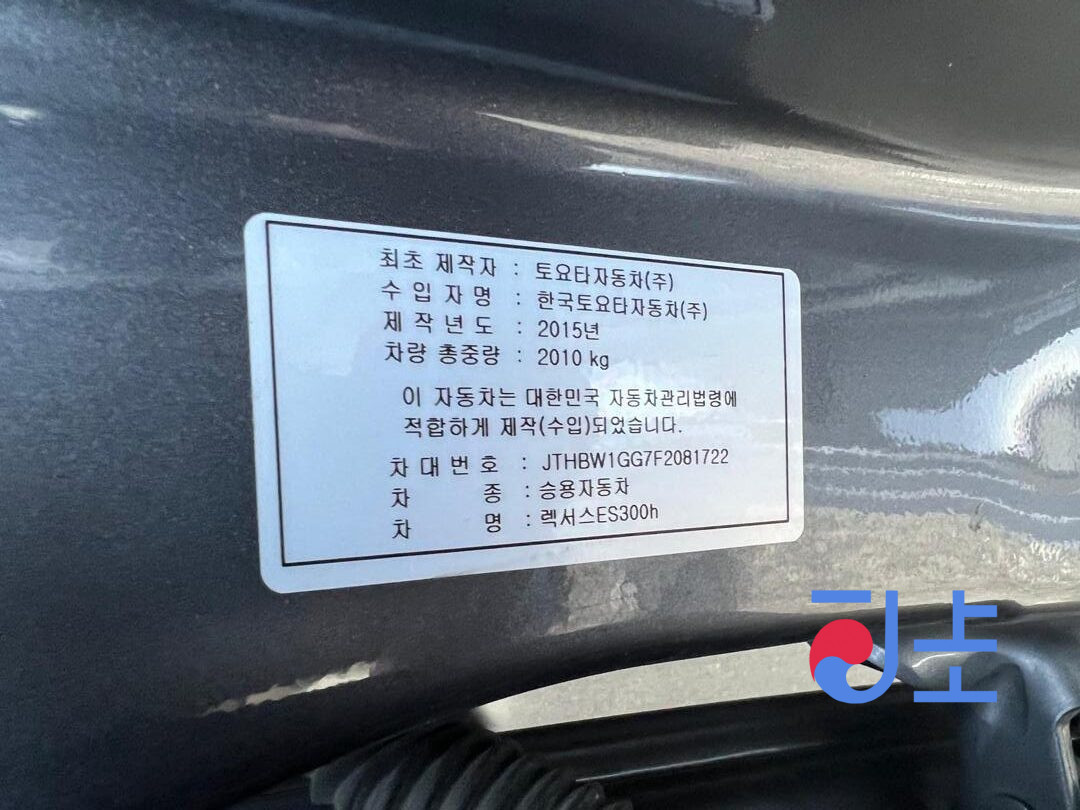 최초 제작자 : 토요타자동차(주)
수 입 자 명 : 한국토요타자동차(주)
제 작 년 도 : 2015년
차량 총중량 : 2010 kg
이 자동차는 대한민국 자동차관리법령에
적합하게 제작(수입)되었습니다.
차 대 번 호 : JTHBW1GG7F2081722
차 종 : 승용자동차
차 명 : 렉서스ES300h